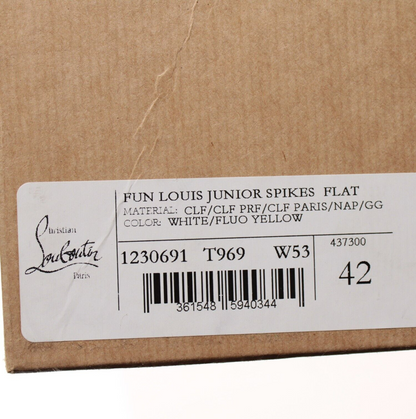 Christian
Louboutin
Paris
FUN LOUIS JUNIOR SPIKES FLAT
MATERIAL: CLF/CLF PRF/CLF PARIS/NAP/GG
COLOR: WHITE/FLUO YELLOW
1230691 T969 W53
437300
42
361548 5940344